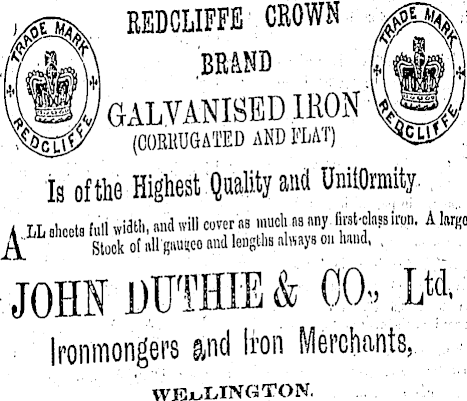 REDCLIFFE CROWN
BRAND
TRADE MARK
REDCLIFFE
TRADE MARK
REDCLIFFE
GALVANISED IRON
(CORRUGATED AND FLAT)
Is of the Highest Quality and Uniformity
ALL sheets full width, and will cover as much as any first-class iron. A large
Stock of all gauges and lengths always on hand,
JOHN DUTHIE & CO., Ltd.
Ironmongers and Iron Merchants,
WELLINGTON.